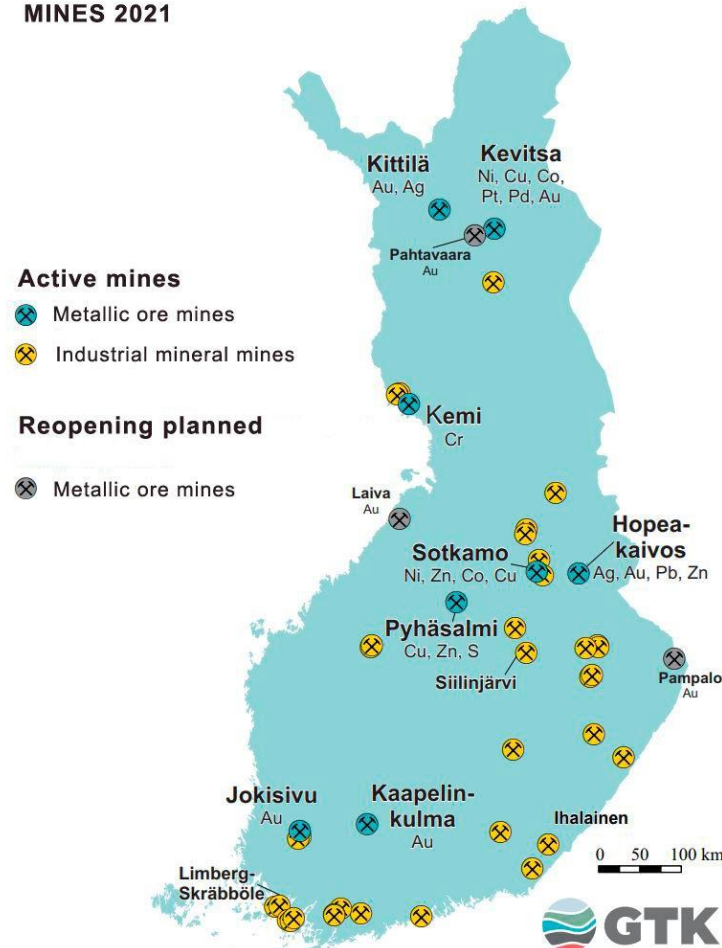 MINES 2021
Kittilä
Au, Ag
Kevitsa
Ni, Cu, Co,
Pt, Pd, Au
Pahtavaara
Au
Active mines
Metallic ore mines
Industrial mineral mines
Kemi
Cr
Reopening planned
Metallic ore mines
Laiva
Au
Hopea-
kaivos
Ag, Au, Pb, Zn
Sotkamo
Ni, Zn, Co, Cu
Pyhäsalmi
Cu, Zn, S
Siilinjärvi
Pampalo
Au
Jokisivu
Au
Kaapelin-
kulma
Au
Ihalainen
0 50 100 km
Limberg-
Skräbböle
GTK